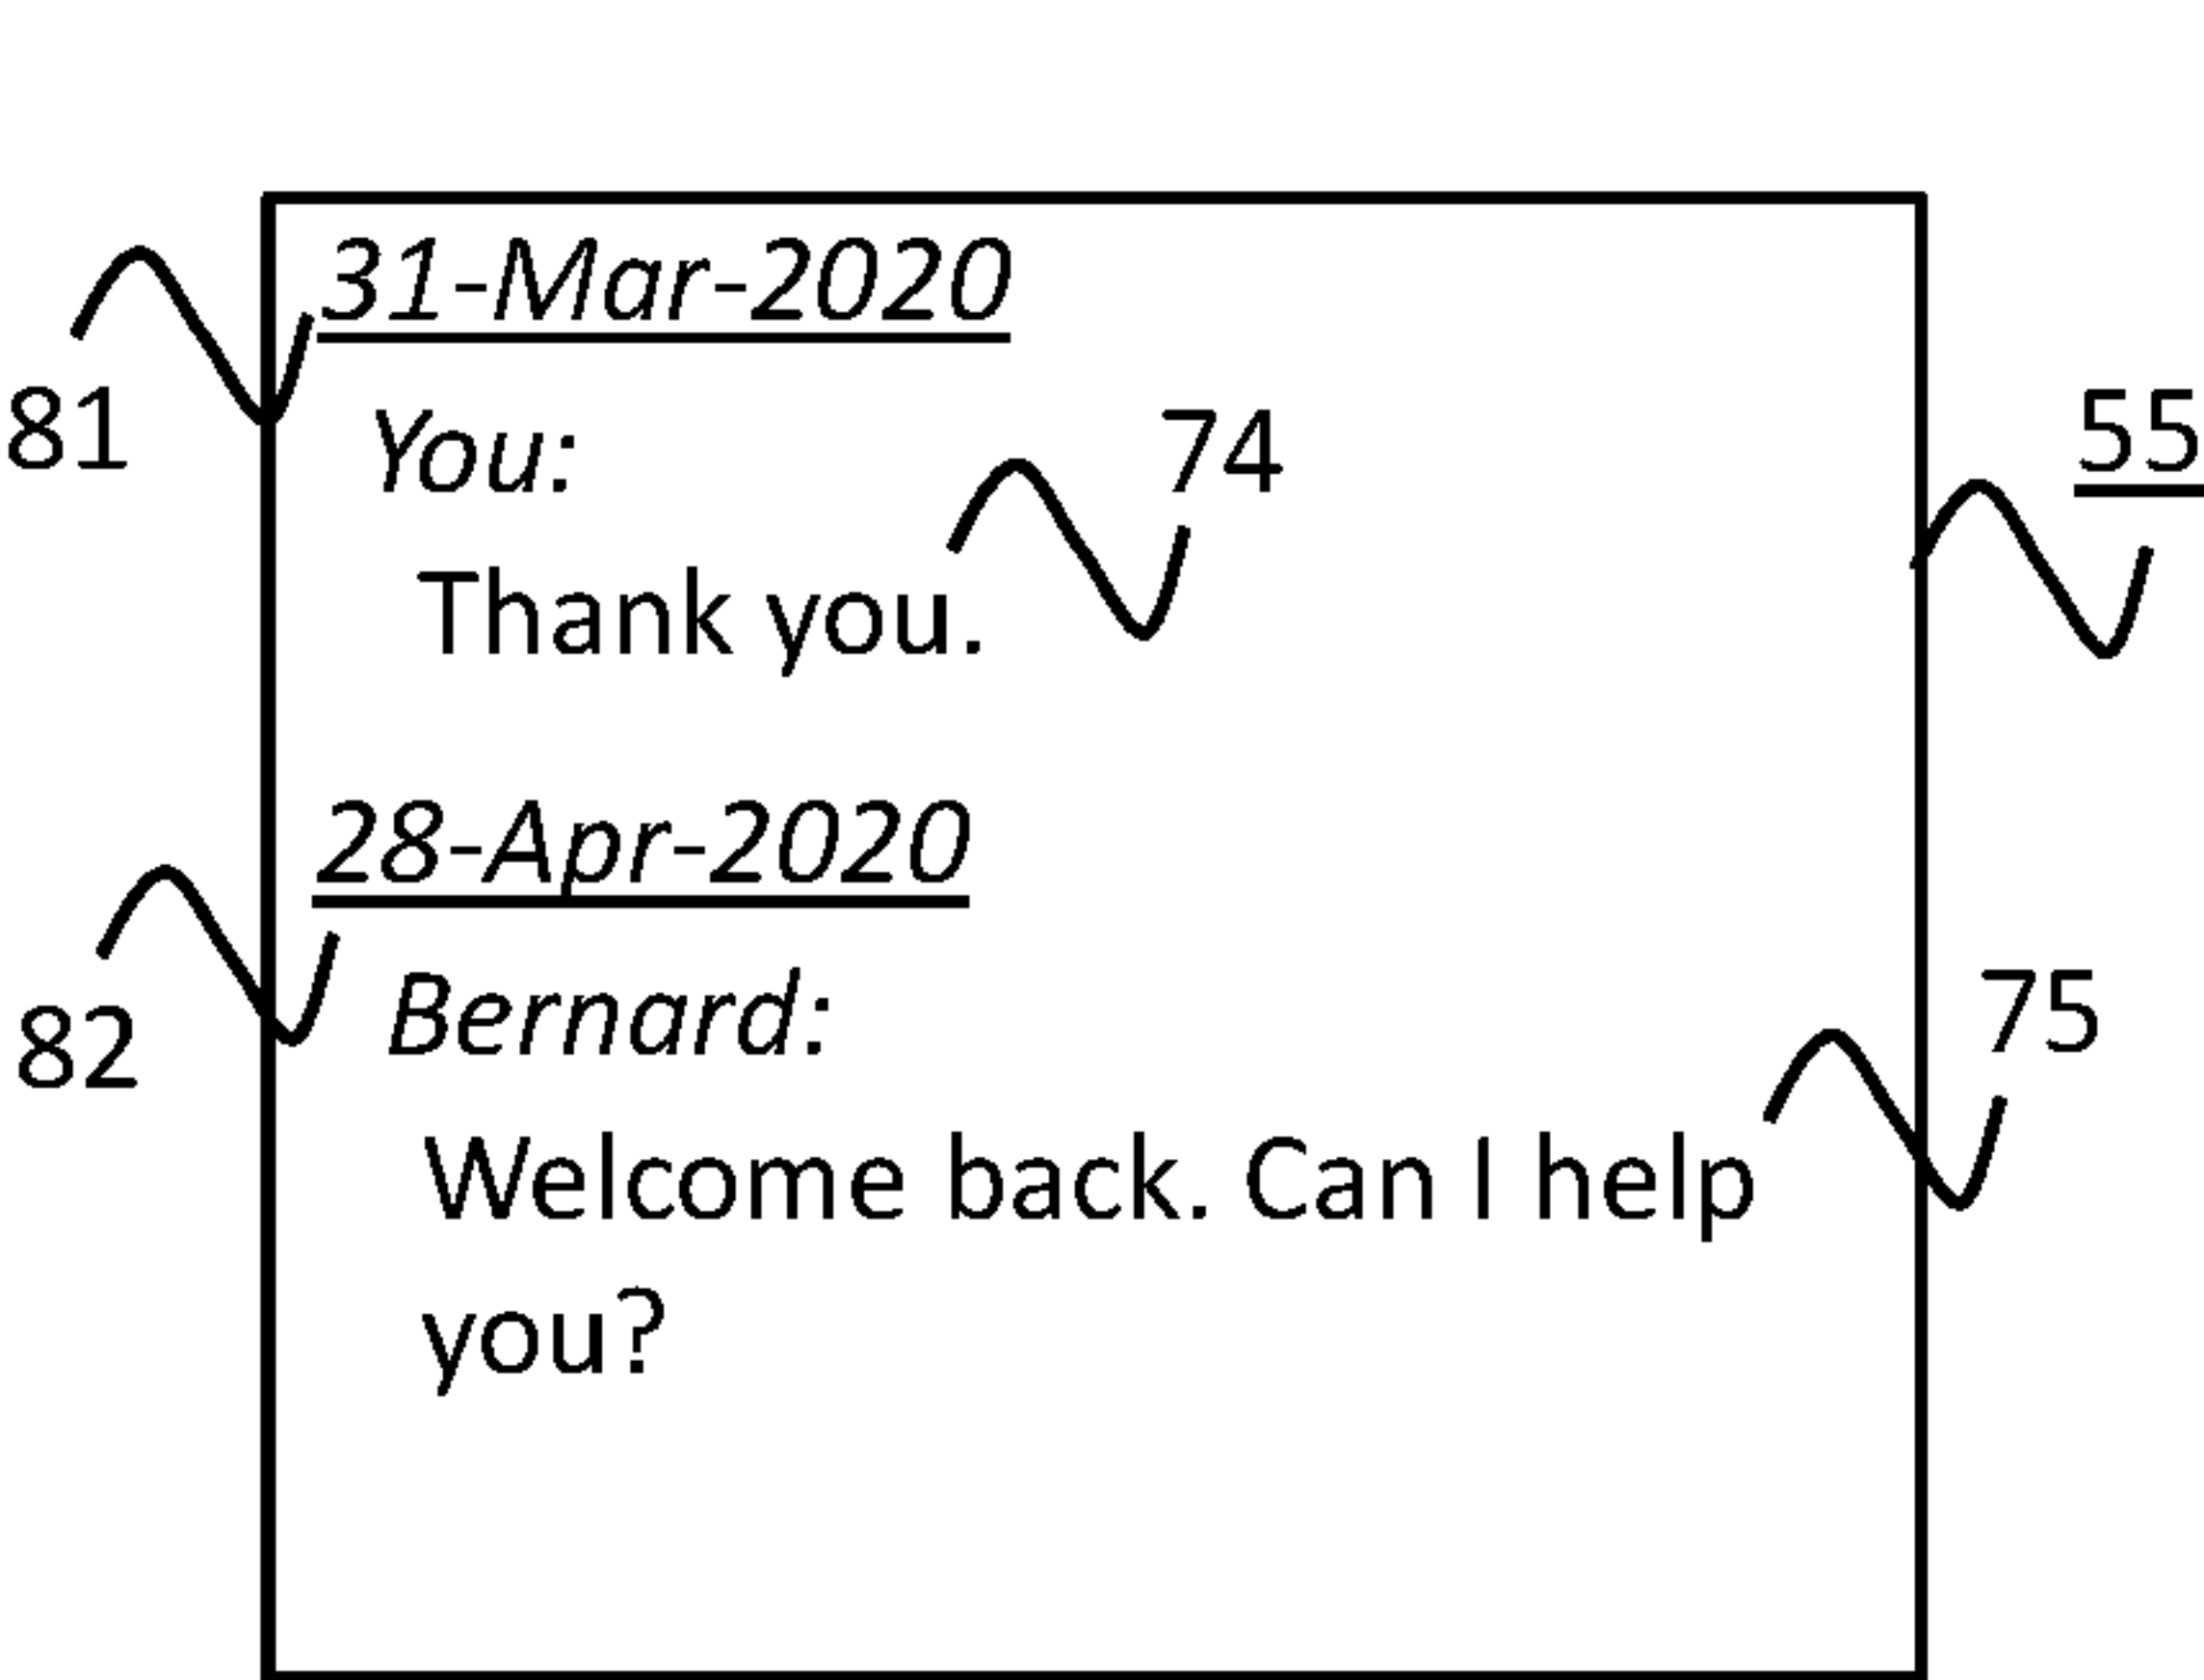 31-Mar-2020
81
You:
74
55
Thank you.
28-Apr-2020
Bernard:
75
82
Welcome back. Can I help
you?